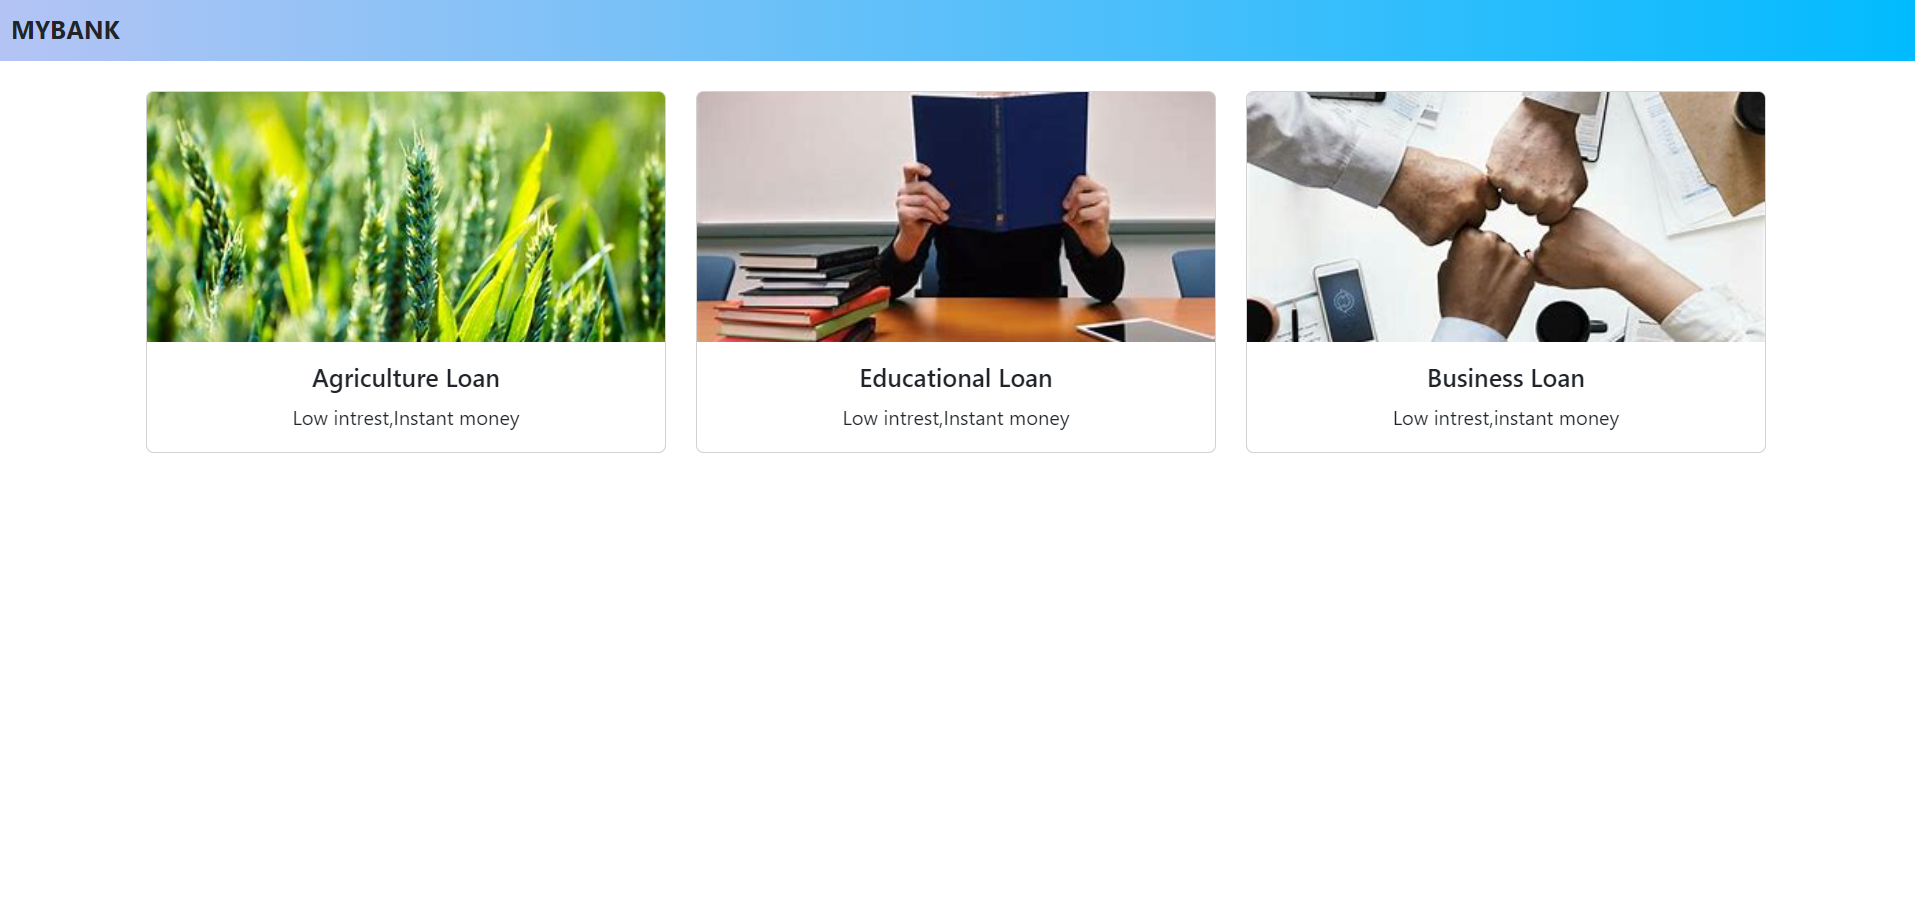 MYBANK
Agriculture Loan
Low intrest,Instant money
Educational Loan
Low intrest,Instant money
Business Loan
Low intrest,instant money